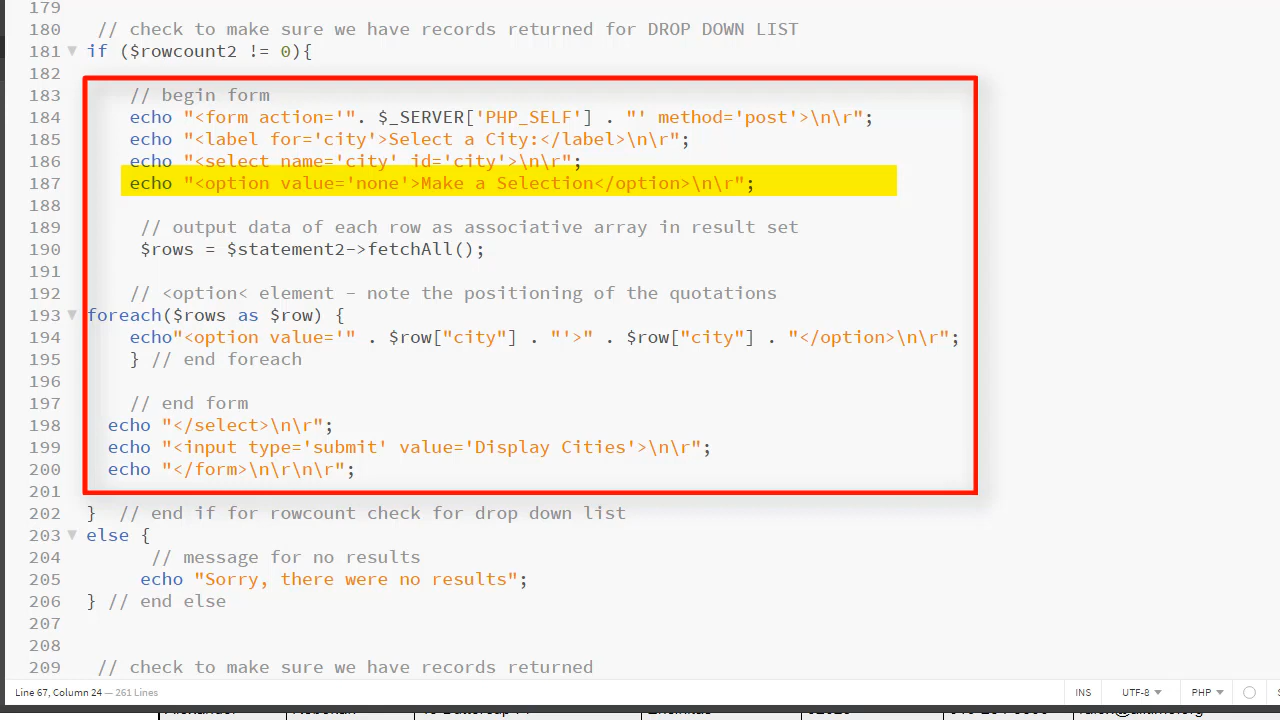 179
180 // check to make sure we have records returned for DROP DOWN LIST
181 if ($rowcount2 != 0){
182
183 // begin form
184 echo "<form action='". $_SERVER['PHP_SELF'] . "' method='post'>\n\r";
185 echo "<label for='city'>Select a City:</label>\n\r";
186 echo "<select name='city' id='city'>\n\r";
187 echo "<option value='none'>Make a Selection</option>\n\r";
188
189 // output data of each row as associative array in result set
190 $rows = $statement2->fetchAll();
191
192 // <option< element - note the positioning of the quotations
193 foreach($rows as $row) {
194 echo"<option value='" . $row["city"] . "'>" . $row["city"] . "</option>\n\r";
195 } // end foreach
196
197 // end form
198 echo "</select>\n\r";
199 echo "<input type='submit' value='Display Cities'>\n\r";
200 echo "</form>\n\r\n\r";
201
202 } // end if for rowcount check for drop down list
203 else {
204 // message for no results
205 echo "Sorry, there were no results";
206 } // end else
207
208
209 // check to make sure we have records returned
Line 67, Column 24 — 261 Lines INS UTF-8 PHP